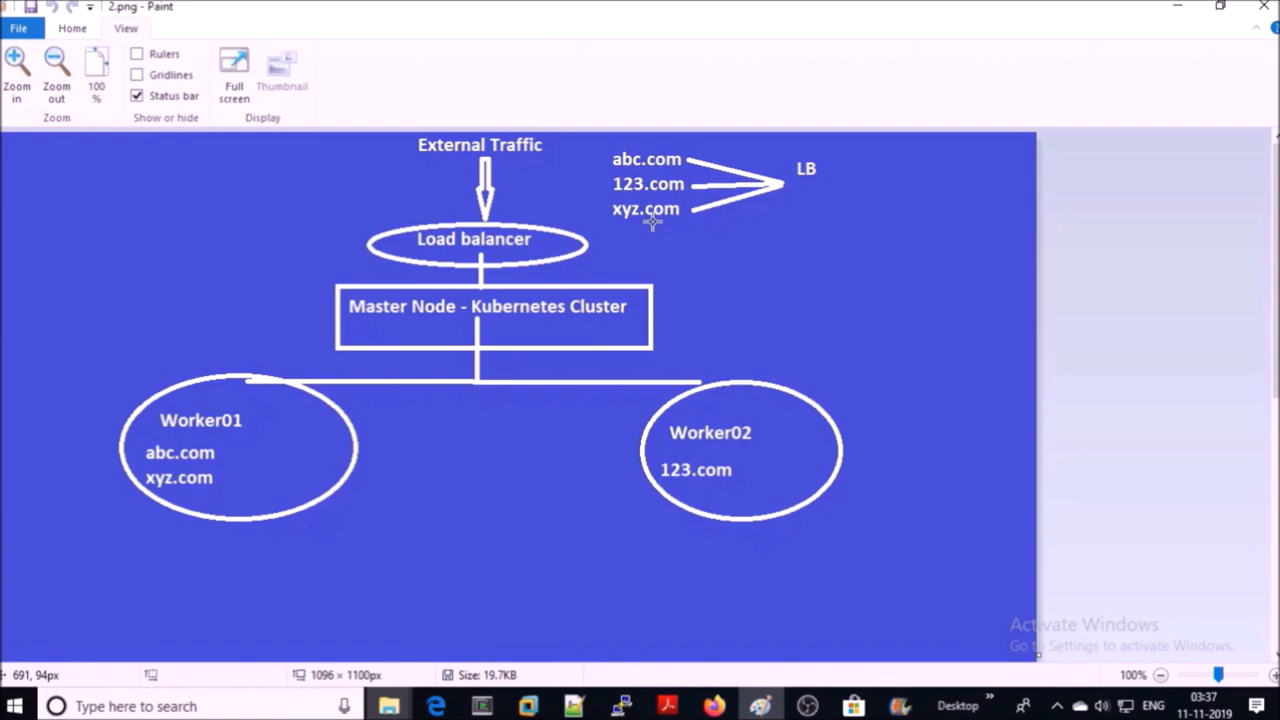 2.png - Paint
File
Home
View
Zoom in
Zoom out
100 %
Rulers
Gridlines
Status bar
Full screen
Thumbnail
Zoom
Show or hide
Display
External Traffic
abc.com
LB
123.com
xyz.com
Load balancer
Master Node - Kubernetes Cluster
Worker01
abc.com
xyz.com
Worker02
123.com
Activate Windows
Go to Settings to activate Windows.
691, 94px
1096 × 1100px
Size: 19.7KB
100%
Type here to search
Desktop
ENG
03:37
11-11-2019